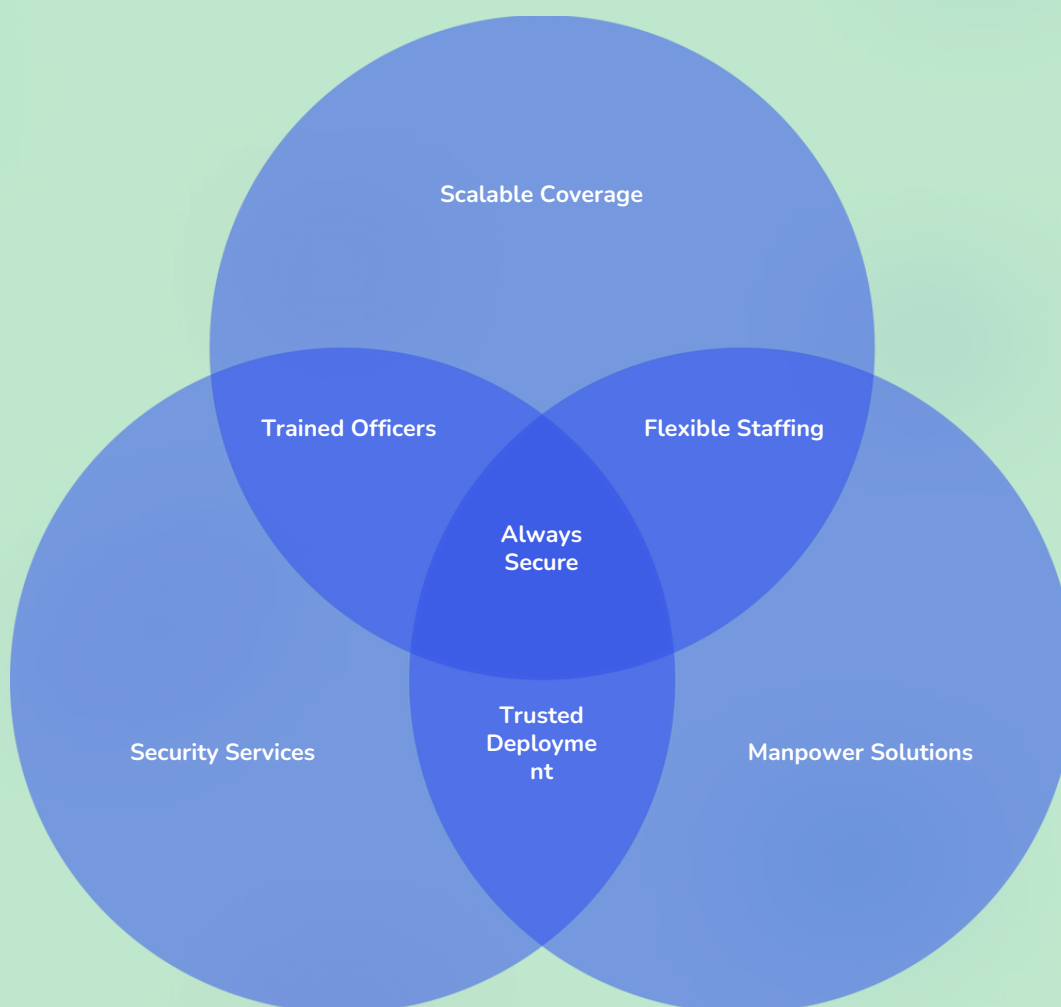 Scalable Coverage
Trained Officers
Flexible Staffing
Always
Secure
Trusted
Deployme
nt
Security Services
Manpower Solutions